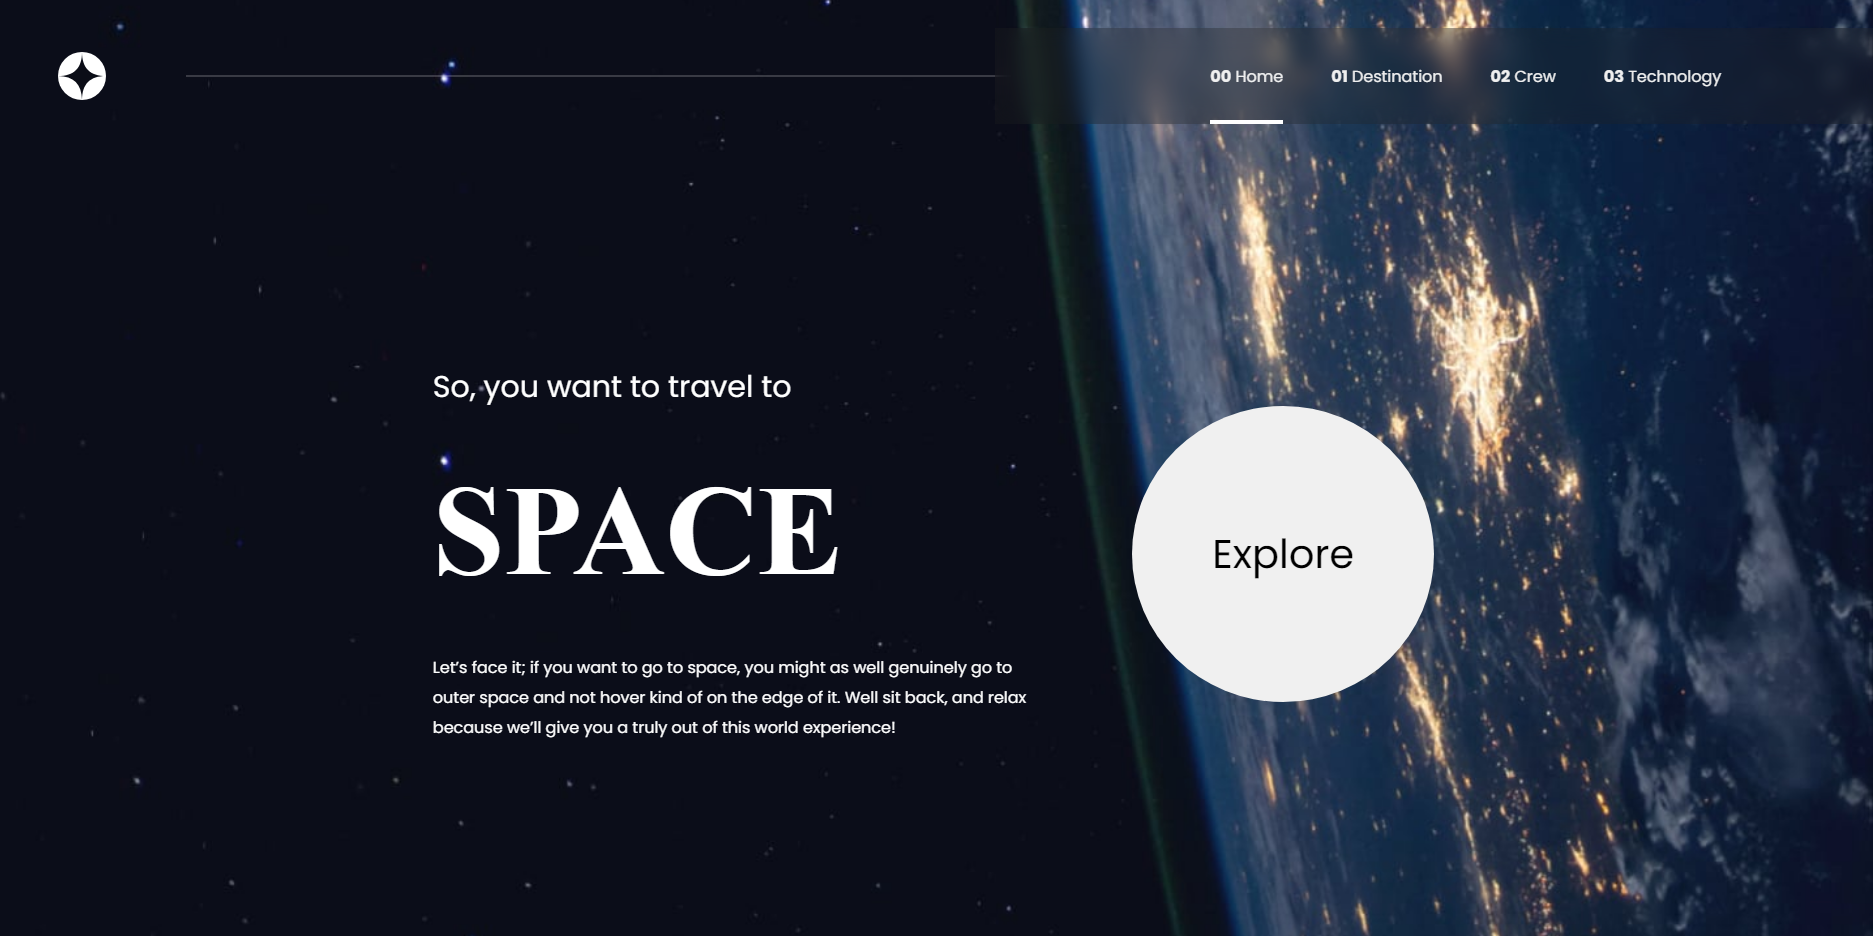 00 Home 01 Destination 02 Crew 03 Technology
So, you want to travel to
SPACE
Let’s face it; if you want to go to space, you might as well genuinely go to
outer space and not hover kind of on the edge of it. Well sit back, and relax
because we’ll give you a truly out of this world experience!
Explore